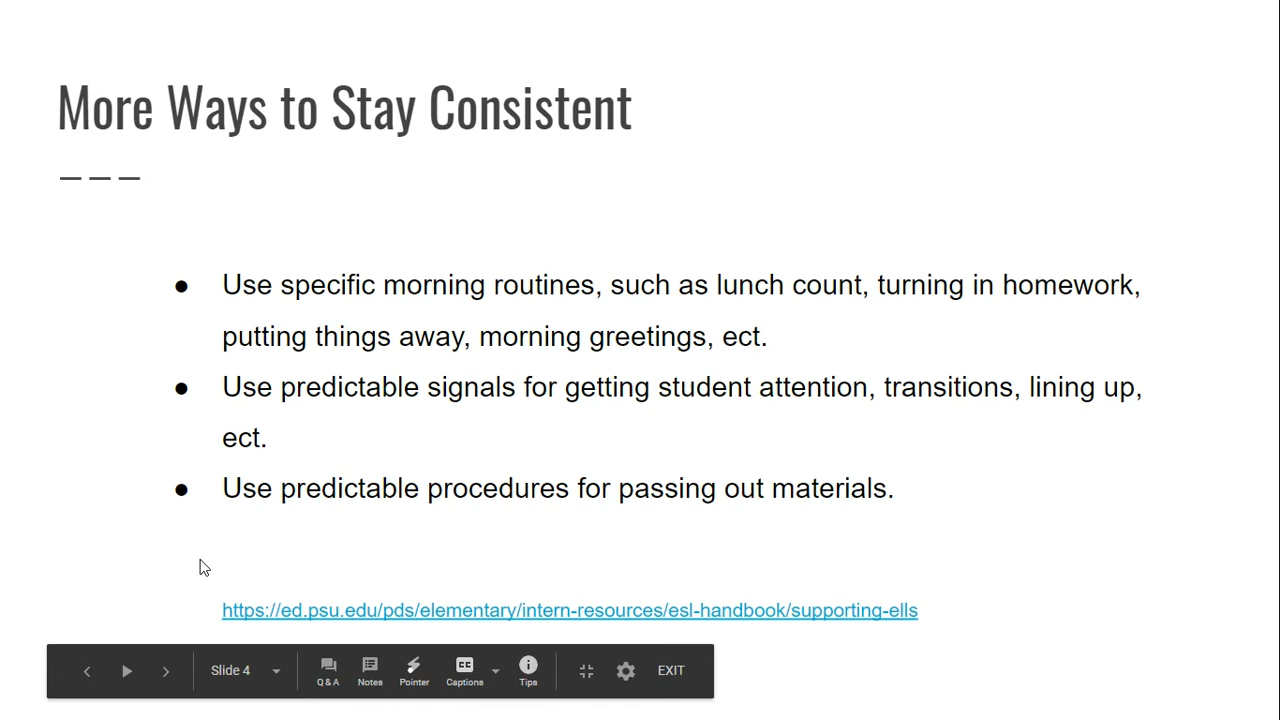 More Ways to Stay Consistent
● Use specific morning routines, such as lunch count, turning in homework,
putting things away, morning greetings, ect.
● Use predictable signals for getting student attention, transitions, lining up,
ect.
● Use predictable procedures for passing out materials.
https://ed.psu.edu/pds/elementary/intern-resources/esl-handbook/supporting-ells
Slide 4 Q & A Notes Pointer CC Captions Tips EXIT